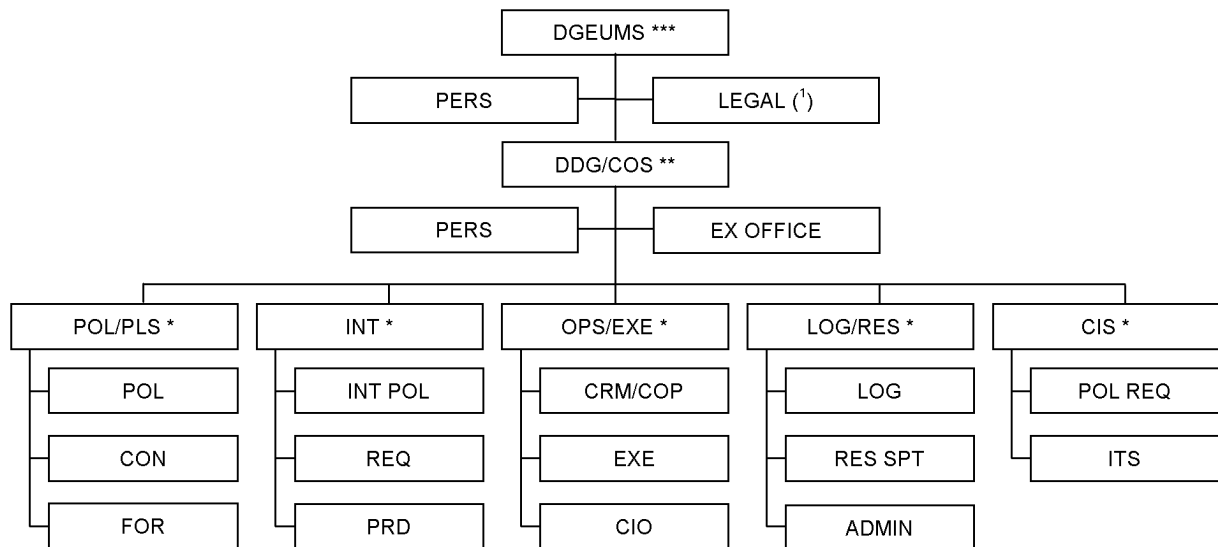 DGEUMS ***
PERS
LEGAL (¹)
DDG/COS **
PERS
EX OFFICE
POL/PLS *
INT *
OPS/EXE *
LOG/RES *
CIS *
POL
INT POL
CRM/COP
LOG
POL REQ
CON
REQ
EXE
RES SPT
ITS
FOR
PRD
CIO
ADMIN